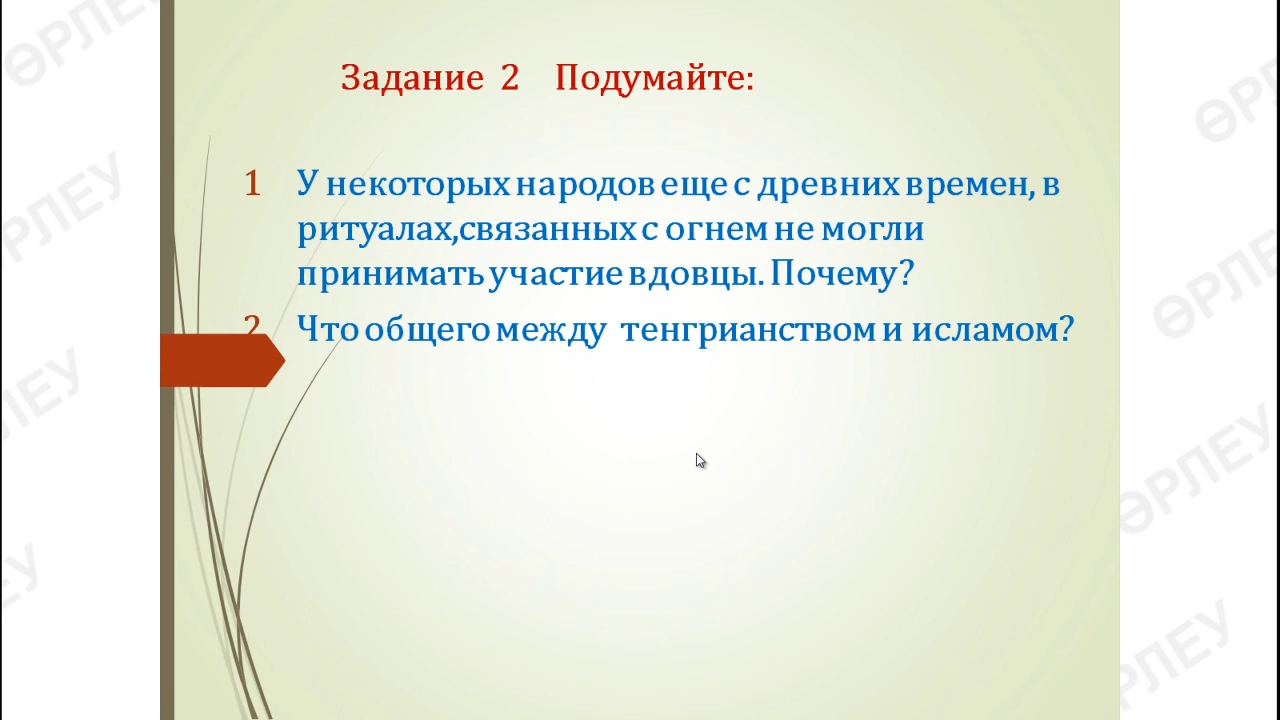 Задание 2 Подумайте:
1 У некоторых народов еще с древних времен, в
ритуалах,связанных с огнем не могли
принимать участие вдовцы. Почему?
2 Что общего между тенгрианством и исламом?
ӨРЛЕУ
ӨРЛЕУ
ӨРЛЕУ
ӨРЛЕУ
ӨРЛЕУ
ӨРЛЕУ